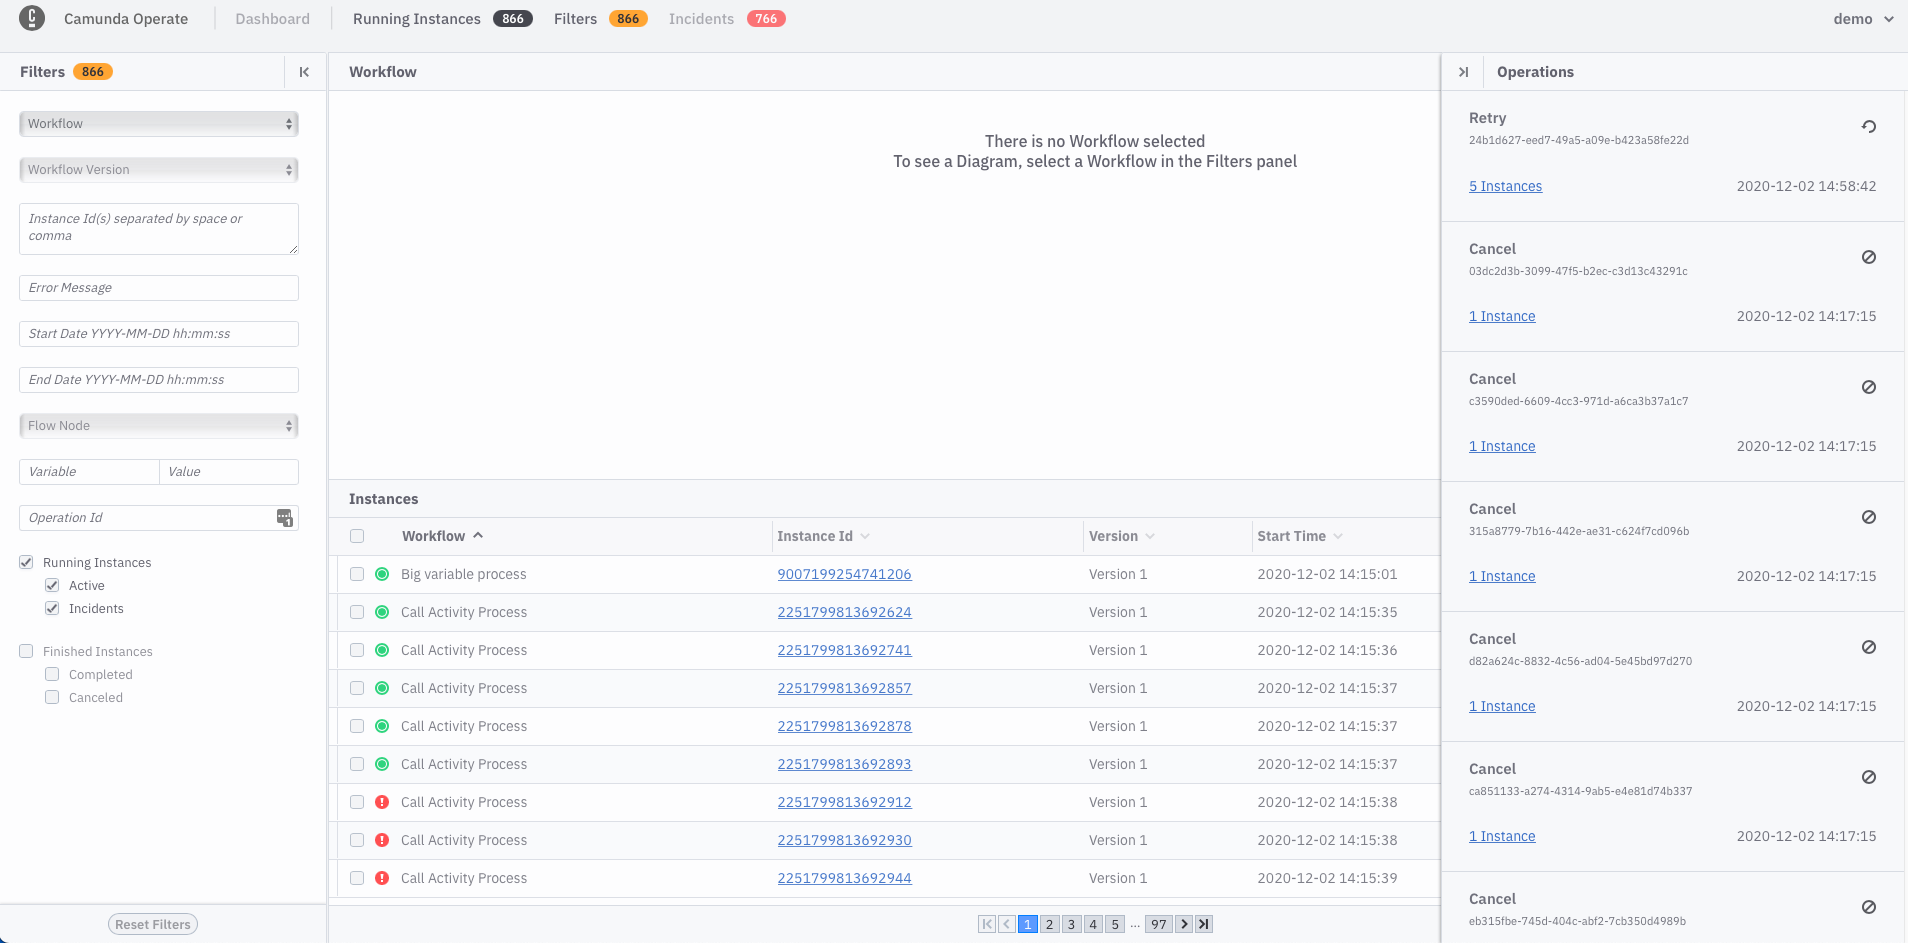 Camunda Operate
Dashboard
Running Instances 866
Filters 866
Incidents 766
demo
Filters 866
Workflow
Workflow Version
Instance Id(s) separated by space or
comma
Error Message
Start Date YYYY-MM-DD hh:mm:ss
End Date YYYY-MM-DD hh:mm:ss
Flow Node
Variable Value
Operation Id
Running Instances
Active
Incidents
Finished Instances
Completed
Canceled
Reset Filters
Workflow
There is no Workflow selected
To see a Diagram, select a Workflow in the Filters panel
Instances
Workflow Instance Id Version Start Time
Big variable process 9007199254741206 Version 1 2020-12-02 14:15:01
Call Activity Process 2251799813692624 Version 1 2020-12-02 14:15:35
Call Activity Process 2251799813692741 Version 1 2020-12-02 14:15:36
Call Activity Process 2251799813692857 Version 1 2020-12-02 14:15:37
Call Activity Process 2251799813692878 Version 1 2020-12-02 14:15:37
Call Activity Process 2251799813692893 Version 1 2020-12-02 14:15:37
Call Activity Process 2251799813692912 Version 1 2020-12-02 14:15:38
Call Activity Process 2251799813692930 Version 1 2020-12-02 14:15:38
Call Activity Process 2251799813692944 Version 1 2020-12-02 14:15:39
1 2 3 4 5 ... 97
Operations
Retry
24b1d627-eed7-49a5-a09e-b423a58fe22d
5 Instances 2020-12-02 14:58:42
Cancel
03dc2d3b-3099-47f5-b2ec-c3d13c43291c
1 Instance 2020-12-02 14:17:15
Cancel
c3590ded-6609-4cc3-971d-a6ca3b37a1c7
1 Instance 2020-12-02 14:17:15
Cancel
315a8779-7b16-442e-ae31-c624f7cd096b
1 Instance 2020-12-02 14:17:15
Cancel
d82a624c-8832-4c56-ad04-5e45bd97d270
1 Instance 2020-12-02 14:17:15
Cancel
ca851133-a274-4314-9ab5-e4e81d74b337
1 Instance 2020-12-02 14:17:15
Cancel
eb315fbe-745d-404c-abf2-7cb350d4989b